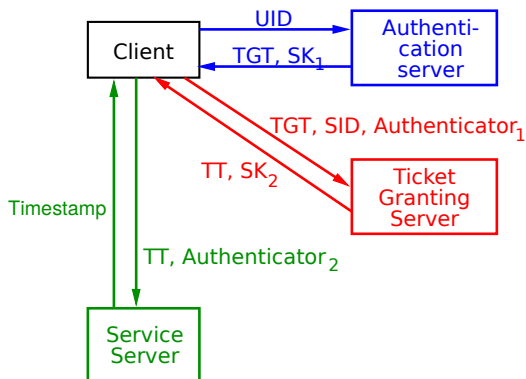 UID
Authenti-
cation
server
Client
TGT, SK₁
TGT, SID, Authenticator₁
TT, SK₂
Ticket
Granting
Server
Timestamp
TT, Authenticator₂
Service
Server